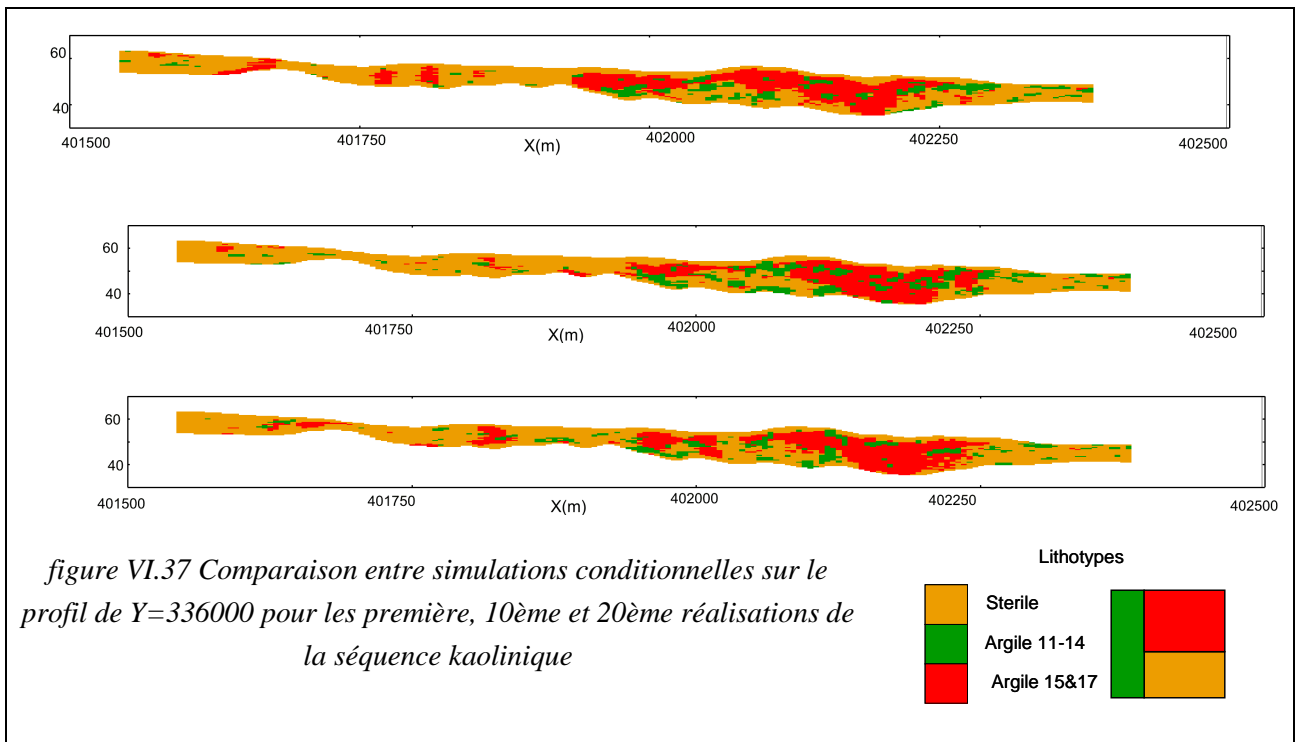 60
40
401500
401750
402000
402250
402500
X(m)
60
40
401500
401750
402000
402250
402500
X(m)
60
40
401500
401750
402000
402250
402500
X(m)
figure VI.37 Comparaison entre simulations conditionnelles sur le
profil de Y=336000 pour les première, 10ème et 20ème réalisations de
la séquence kaolinique
Lithotypes
Sterile
Argile 11-14
Argile 15&17